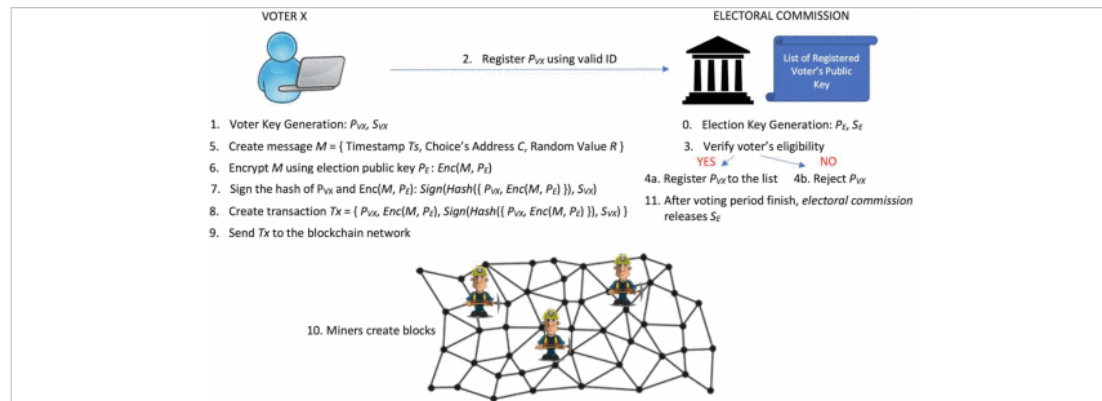 VOTER X
ELECTORAL COMMISSION
2. Register PVX using valid ID
List of Registered
Voter's Public
Key
1. Voter Key Generation: PVX, SVX
5. Create message M = { Timestamp Ts, Choice's Address C, Random Value R }
6. Encrypt M using election public key PE : Enc(M, PE)
7. Sign the hash of PVX and Enc(M, PE): Sign(Hash({ PVX, Enc(M, PE) }), SVX)
8. Create transaction Tx = { PVX, Enc(M, PE), Sign(Hash({ PVX, Enc(M, PE) }), SVX) }
9. Send Tx to the blockchain network
0. Election Key Generation: PE, SE
3. Verify voter's eligibility
YES NO
4a. Register PVX to the list 4b. Reject PVX
11. After voting period finish, electoral commission
releases SE
10. Miners create blocks